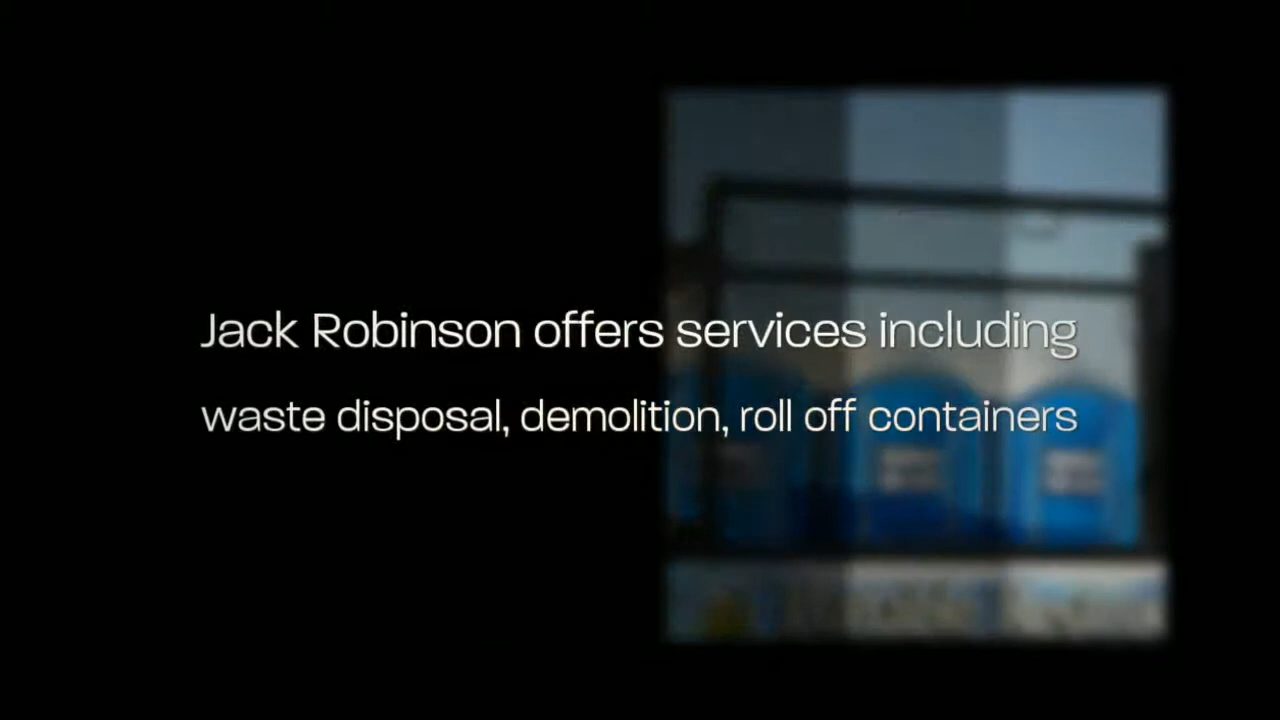 Jack Robinson offers services including
waste disposal, demolition, roll off containers